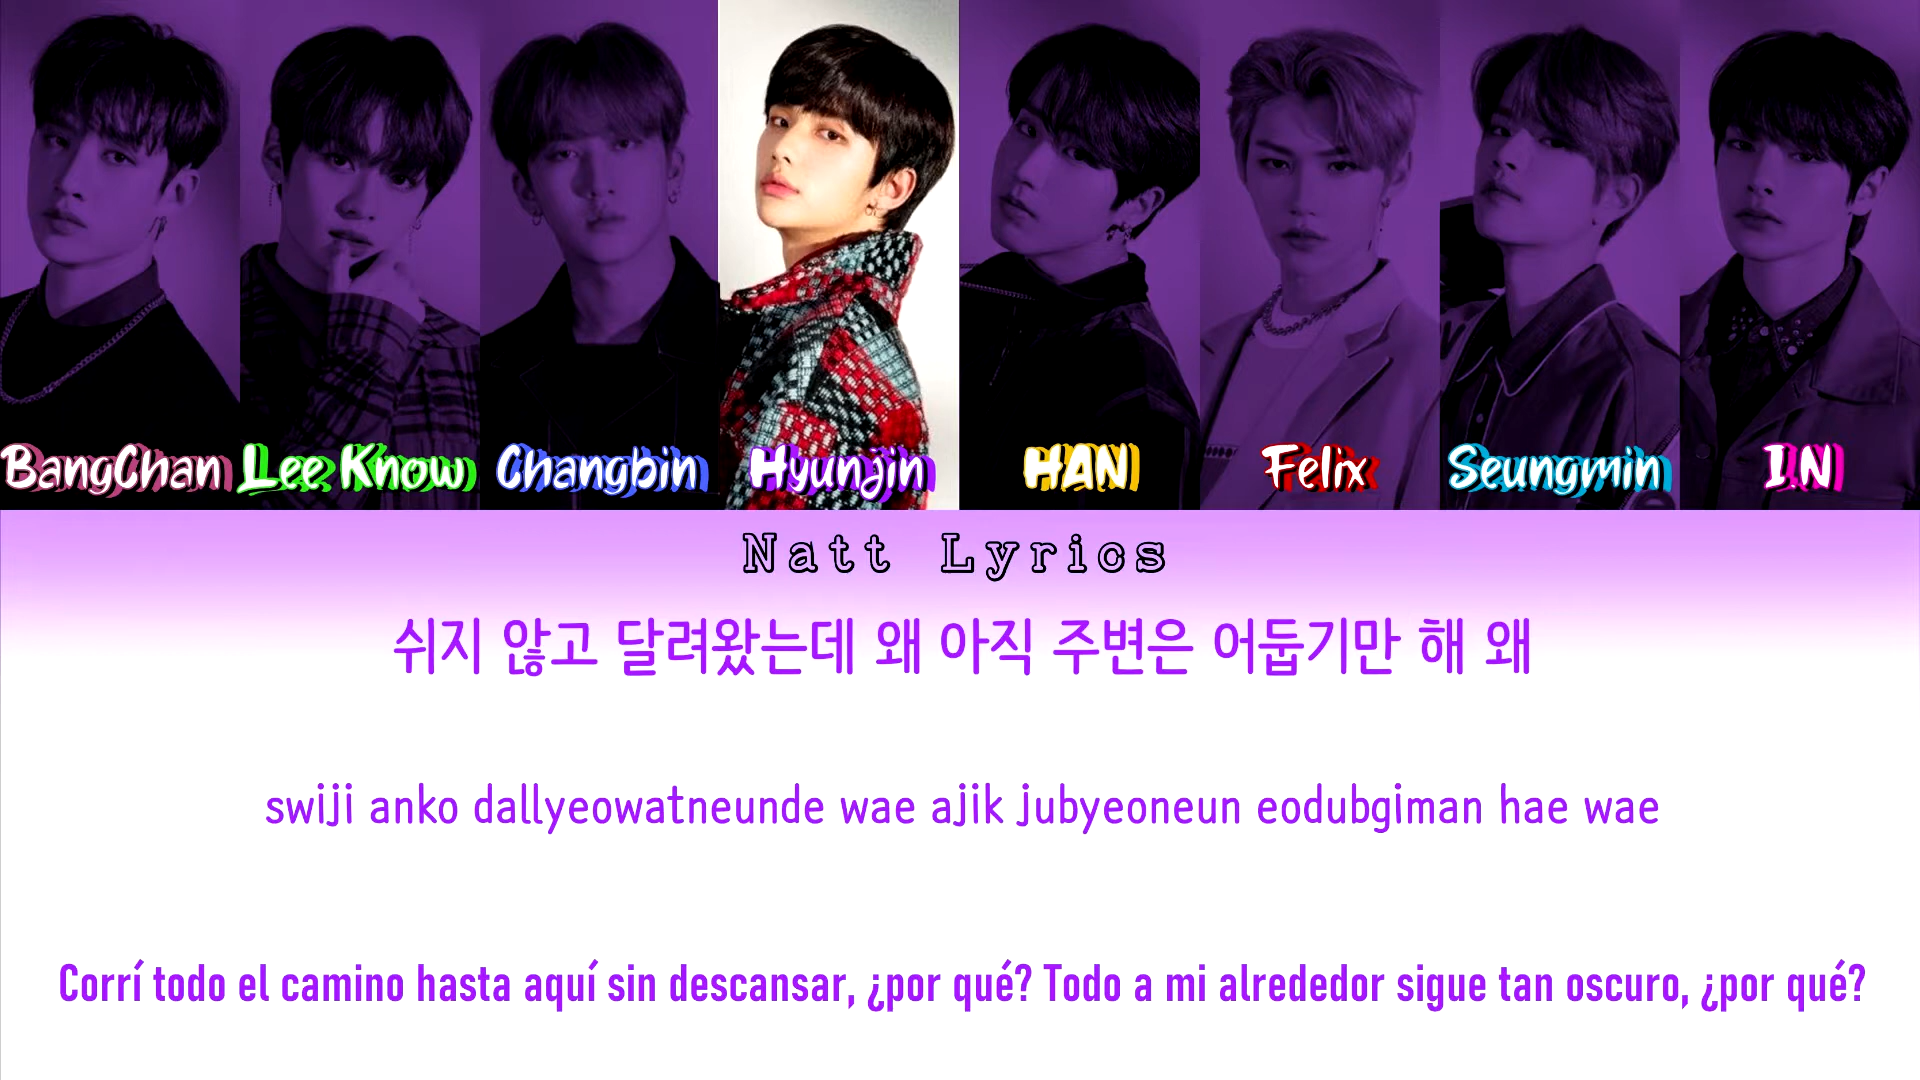 BangChan Lee Know Changbin Hyunjin HAN Felix Seungmin I.N
Natt Lyrics
쉬지 않고 달려왔는데 왜 아직 주변은 어둡기만 해 왜
swiji anko dallyeowatneunde wae ajik jubyeoneun eodubgiman hae wae
Corrí todo el camino hasta aquí sin descansar, ¿por qué? Todo a mi alrededor sigue tan oscuro, ¿por qué?